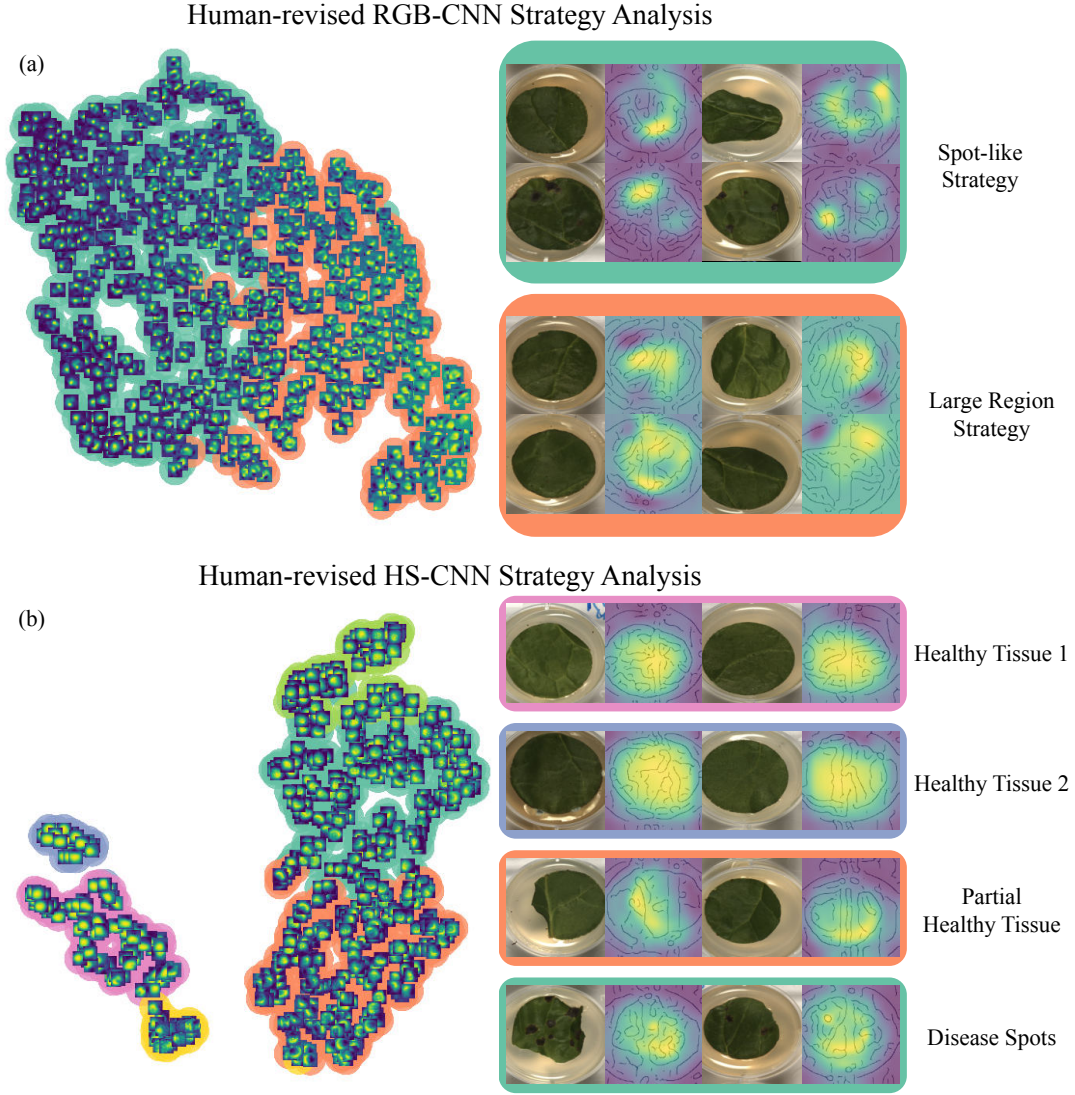 Human-revised RGB-CNN Strategy Analysis
(a)
Spot-like
Strategy
Large Region
Strategy
Human-revised HS-CNN Strategy Analysis
(b)
Healthy Tissue 1
Healthy Tissue 2
Partial
Healthy Tissue
Disease Spots